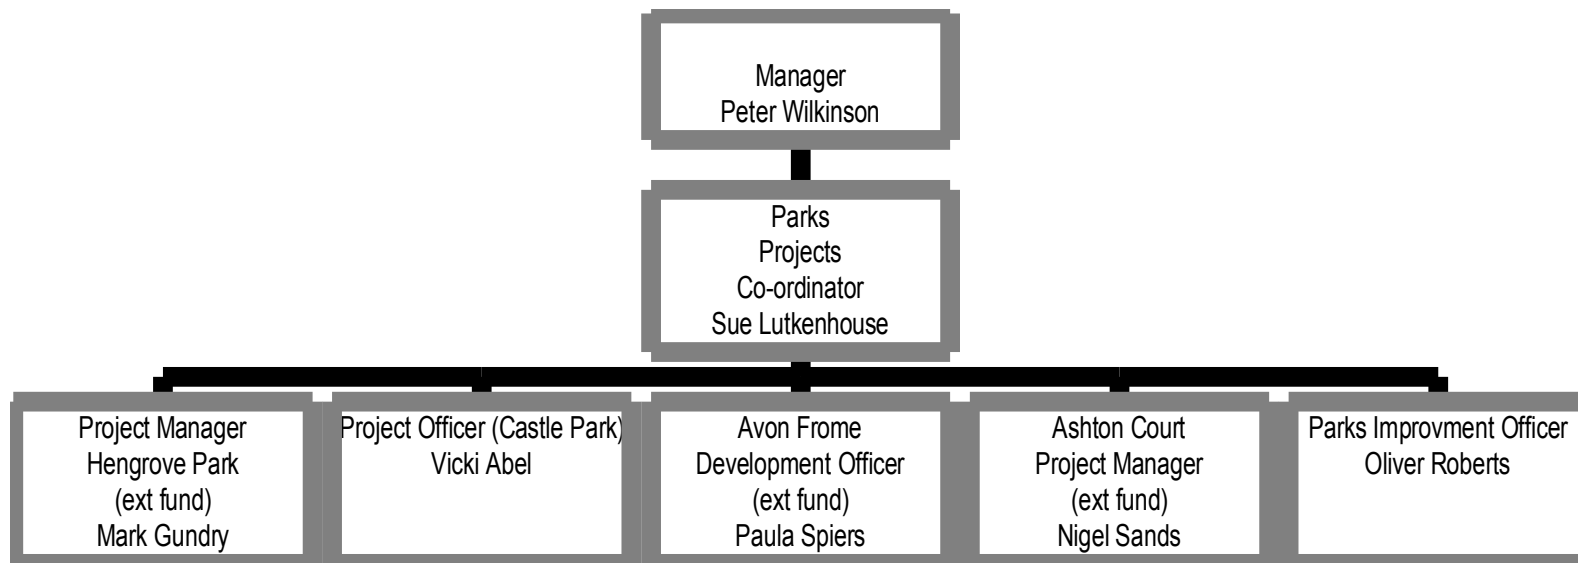 Manager
Peter Wilkinson
Parks
Projects
Co-ordinator
Sue Lutkenhouse
Project Manager
Hengrove Park
(ext fund)
Mark Gundry
Project Officer (Castle Park)
Vicki Abel
Avon Frome
Development Officer
(ext fund)
Paula Spiers
Ashton Court
Project Manager
(ext fund)
Nigel Sands
Parks Improvment Officer
Oliver Roberts